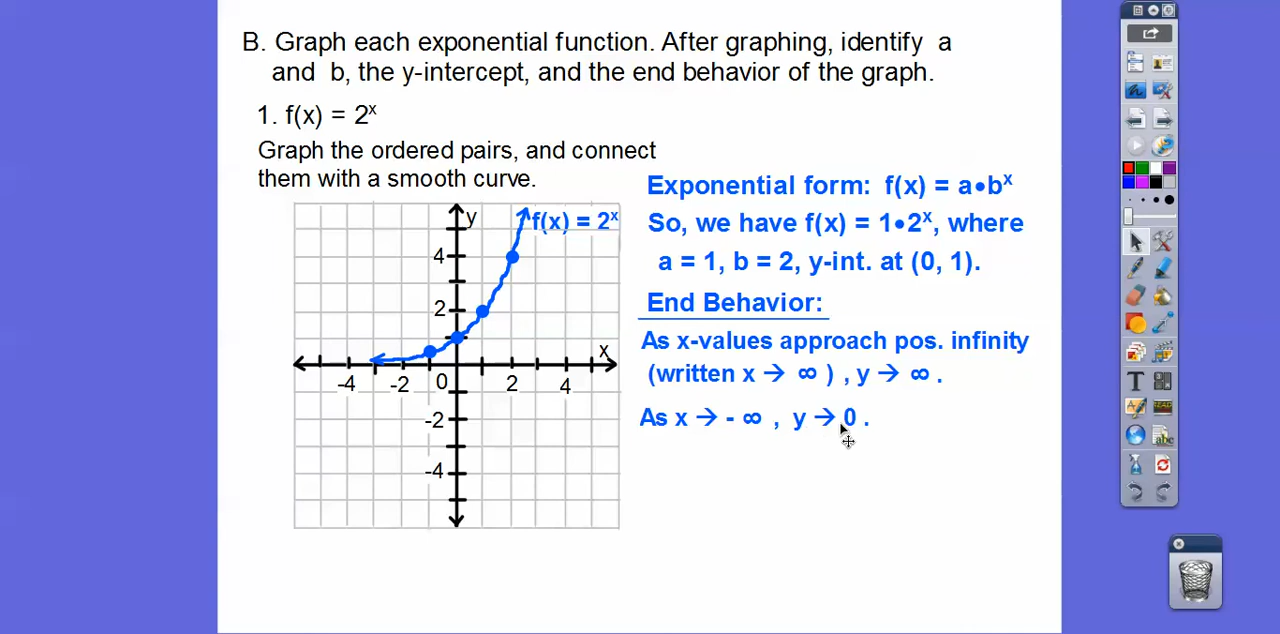 B. Graph each exponential function. After graphing, identify a
and b, the y-intercept, and the end behavior of the graph.
1. f(x) = 2ˣ
Graph the ordered pairs, and connect
them with a smooth curve.
Exponential form: f(x) = a•bˣ
So, we have f(x) = 1•2ˣ, where
a = 1, b = 2, y-int. at (0, 1).
End Behavior:
As x-values approach pos. infinity
(written x → ∞ ) , y → ∞ .
As x → - ∞ , y → 0 .
y
f(x) = 2ˣ
4
2
x
-4 -2 0 2 4
-2
-4
T